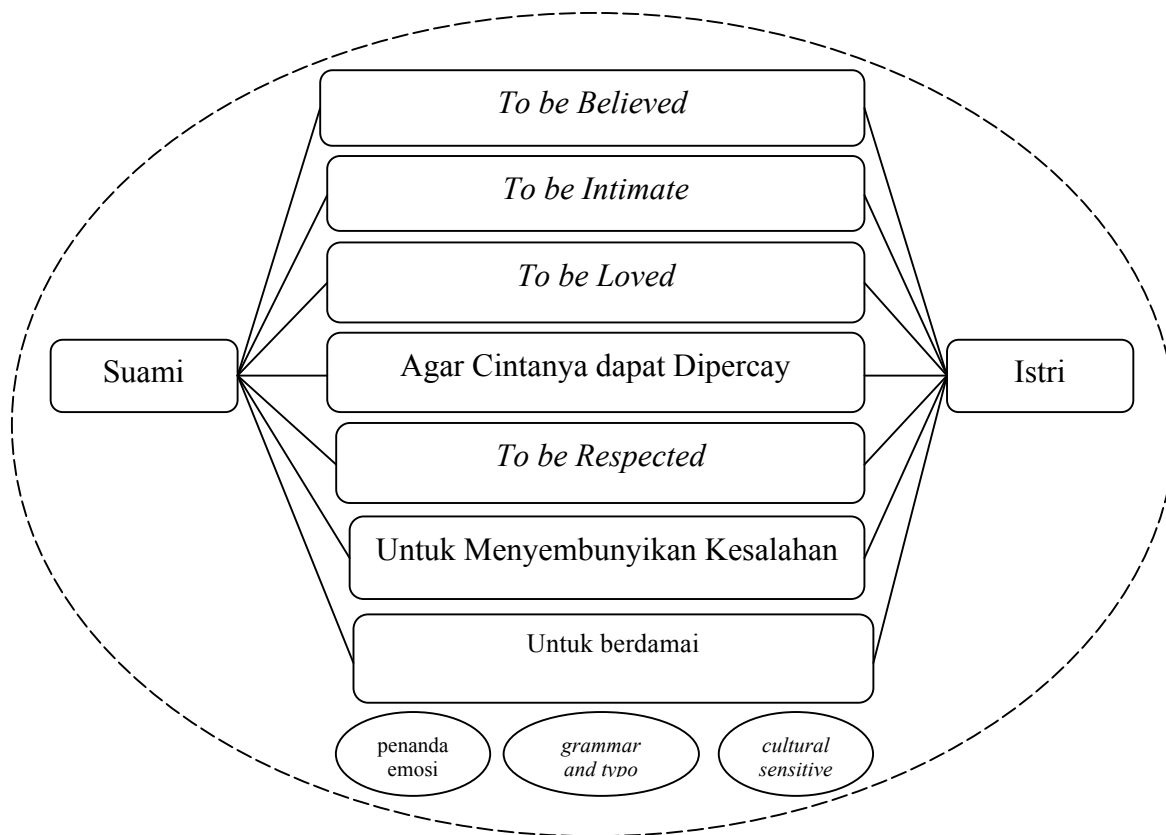 To be Believed
To be Intimate
To be Loved
Suami
Agar Cintanya dapat Dipercay
Istri
To be Respected
Untuk Menyembunyikan Kesalahan
Untuk berdamai
penanda
emosi
grammar
and typo
cultural
sensitive